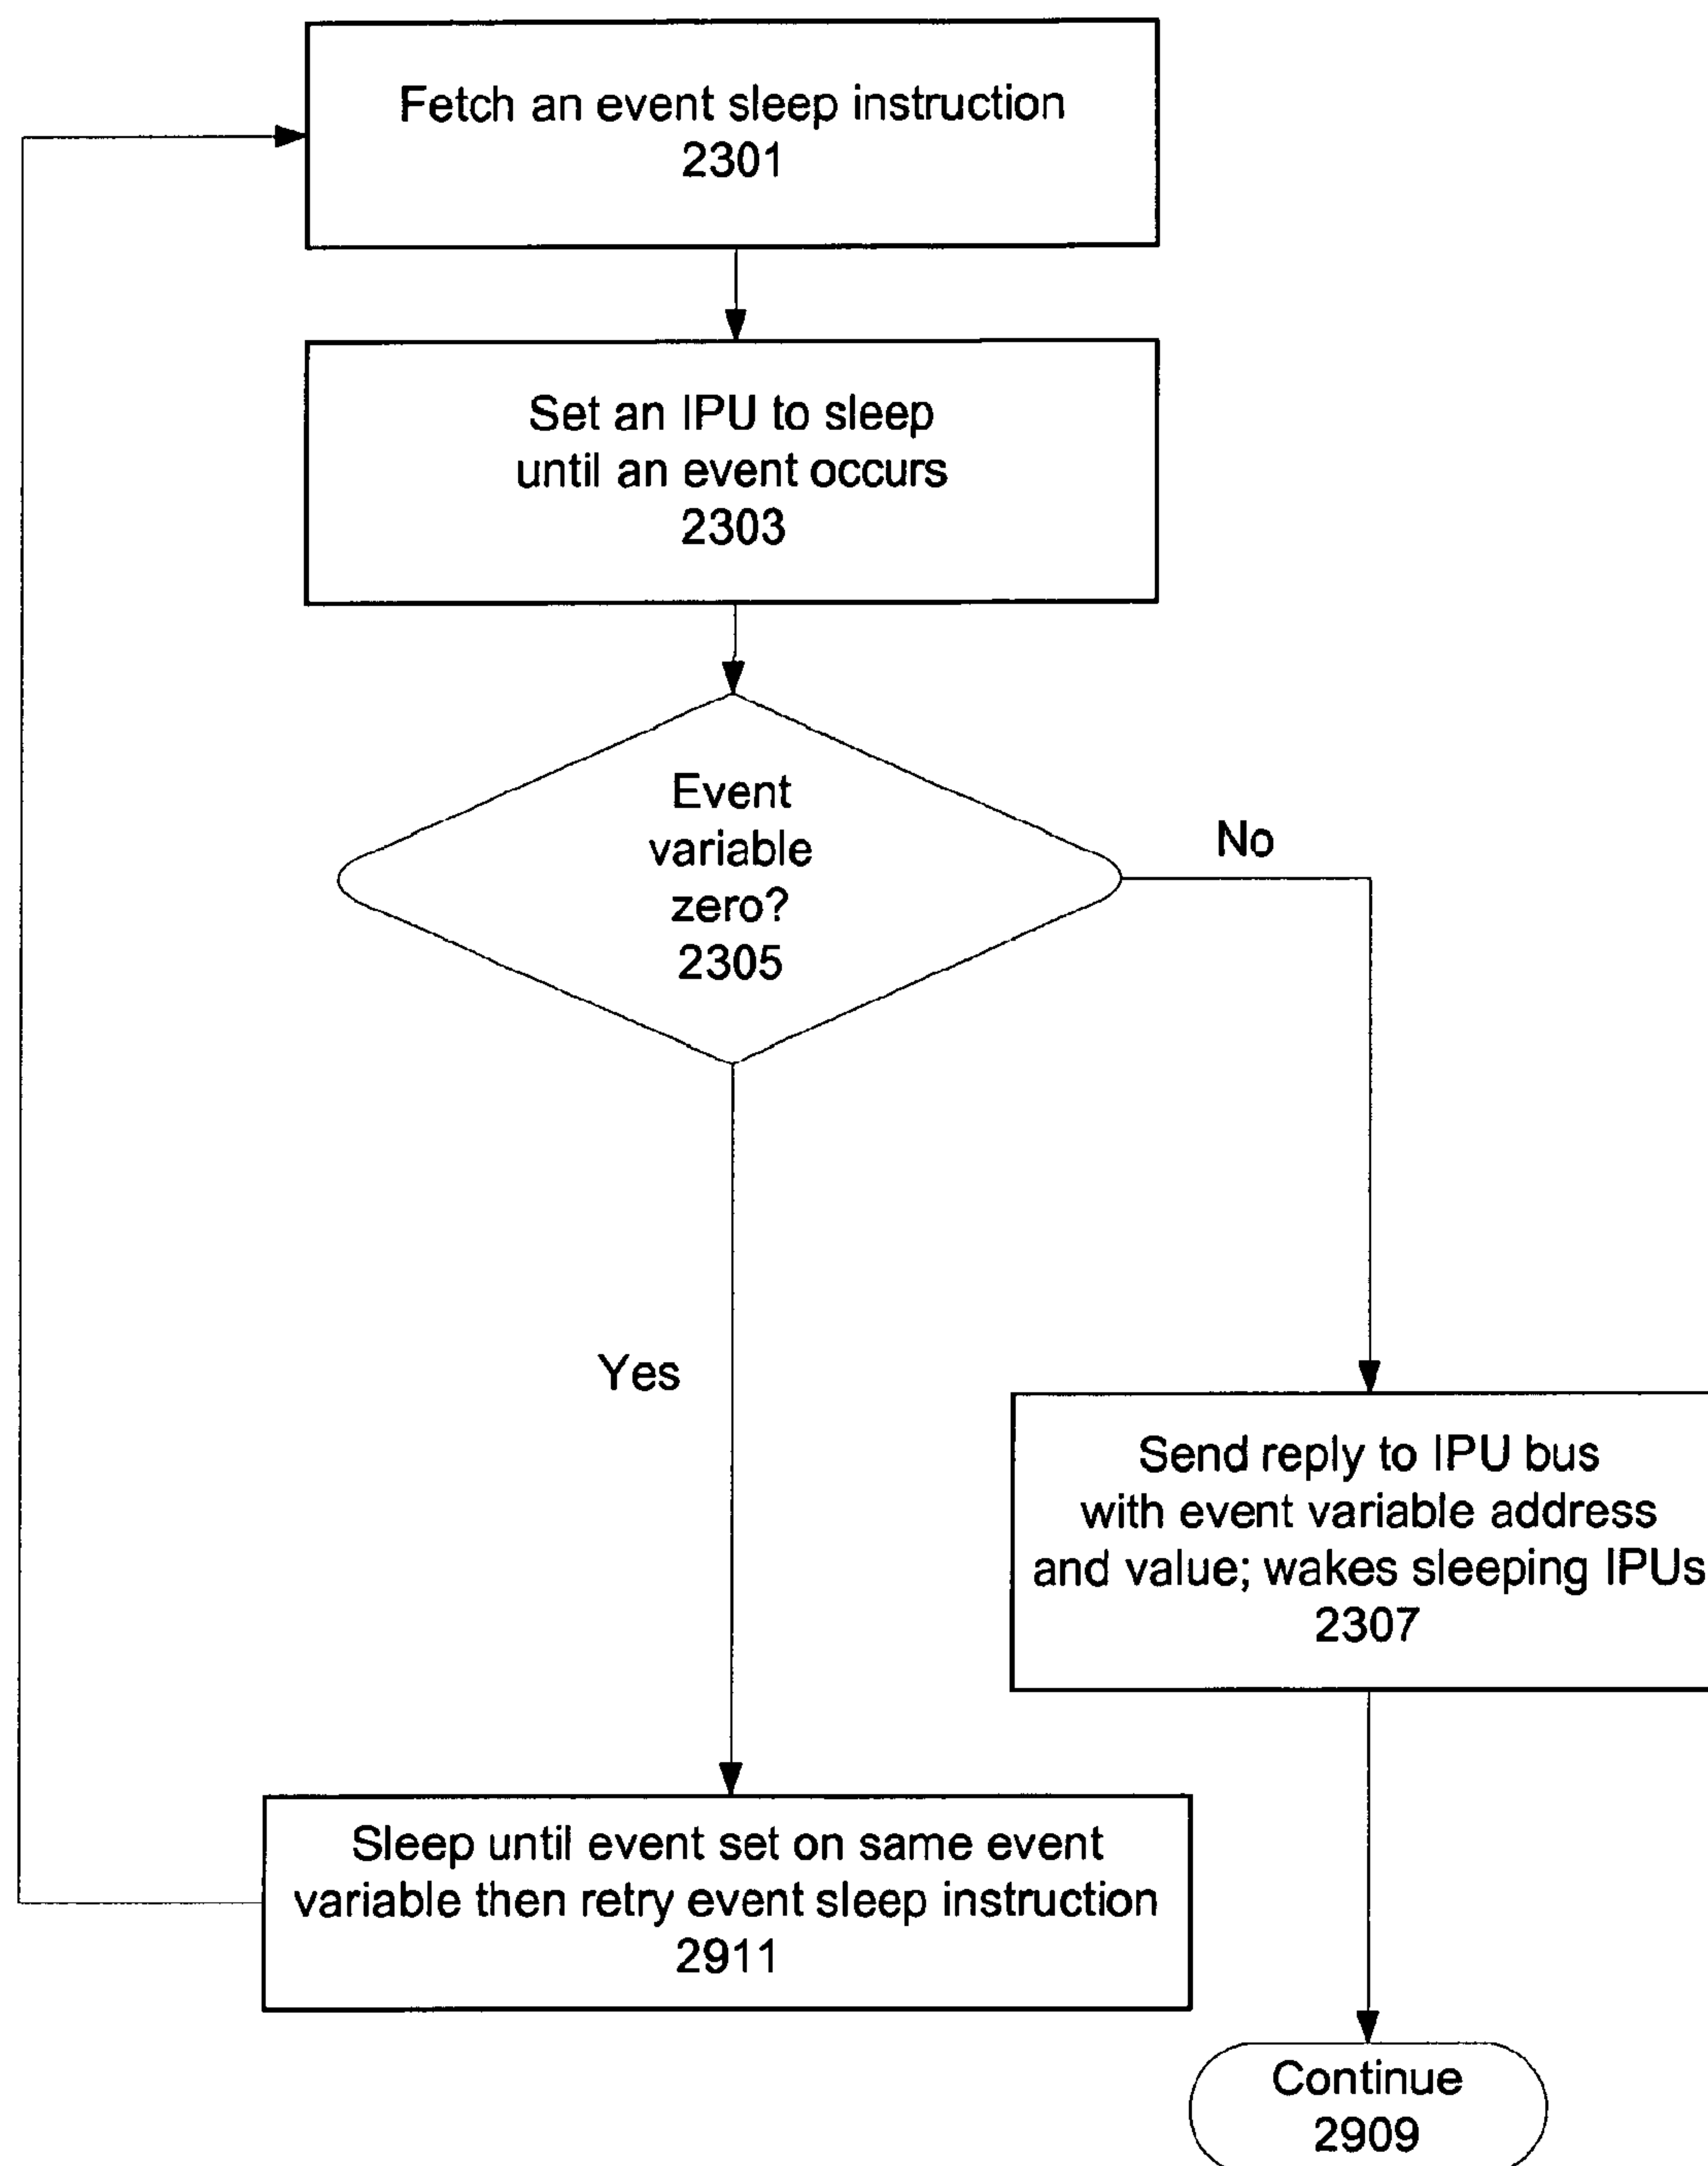 Fetch an event sleep instruction
2301
Set an IPU to sleep
until an event occurs
2303
Event
variable
zero?
2305
No
Yes
Send reply to IPU bus
with event variable address
and value; wakes sleeping IPUs
2307
Sleep until event set on same event
variable then retry event sleep instruction
2911
Continue
2909